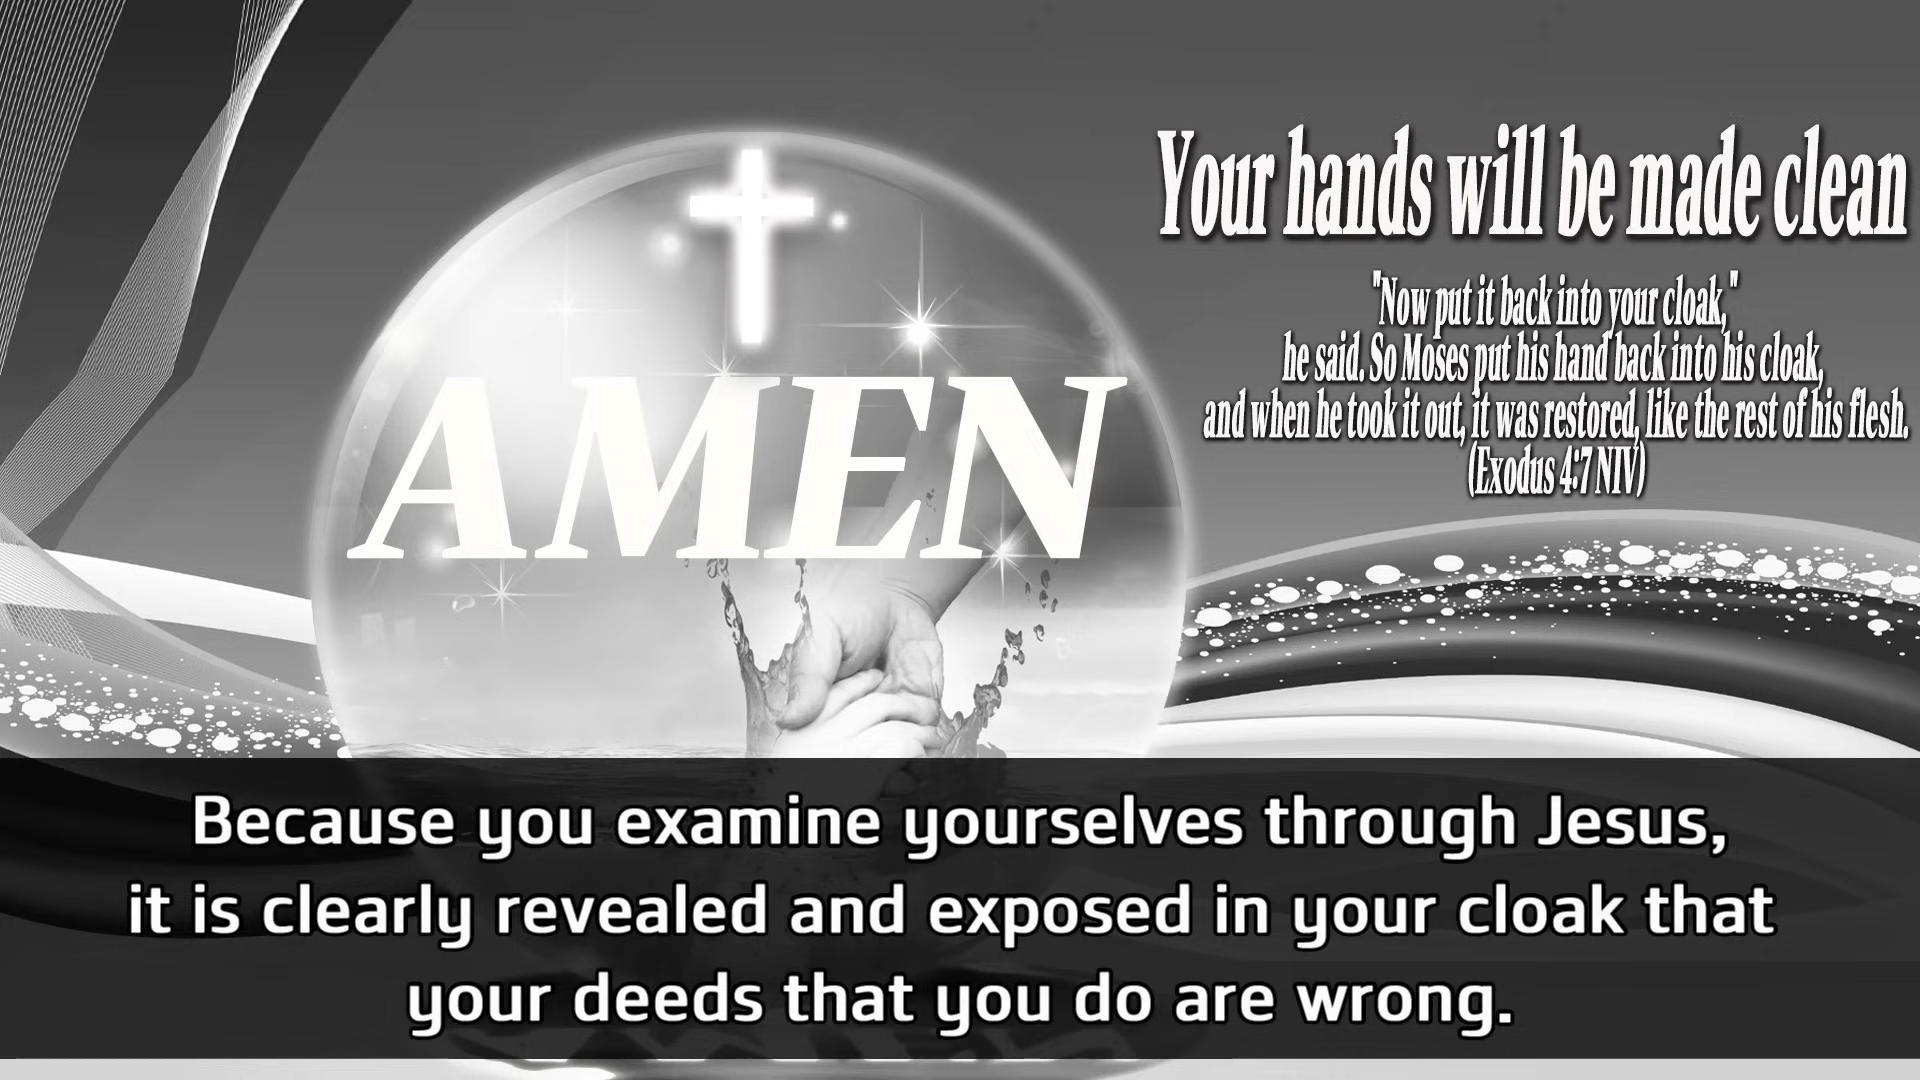 Your hands will be made clean
"Now put it back into your cloak,"
he said. So Moses put his hand back into his cloak,
and when he took it out, it was restored, like the rest of his flesh.
(Exodus 4:7 NIV)
AMEN
Because you examine yourselves through Jesus,
it is clearly revealed and exposed in your cloak that
your deeds that you do are wrong.